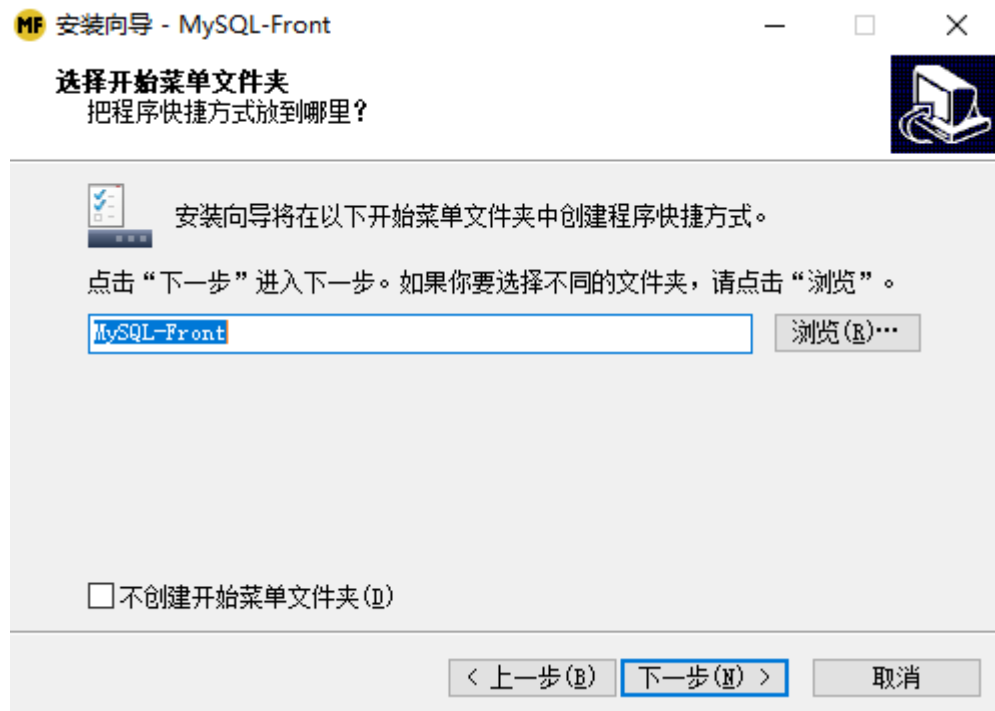 MF 安装向导 - MySQL-Front
选择开始菜单文件夹
把程序快捷方式放到哪里？
安装向导将在以下开始菜单文件夹中创建程序快捷方式。
点击“下一步”进入下一步。如果你要选择不同的文件夹，请点击“浏览”。
MySQL-Front
浏览(R)…
不创建开始菜单文件夹(D)
< 上一步(B) 下一步(N) > 取消